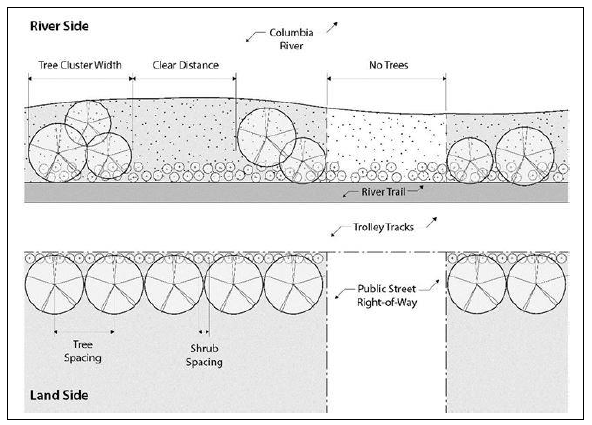 River Side
Columbia
River
Tree Cluster Width
Clear Distance
No Trees
River Trail
Trolley Tracks
Public Street
Right-of-Way
Tree
Spacing
Shrub
Spacing
Land Side